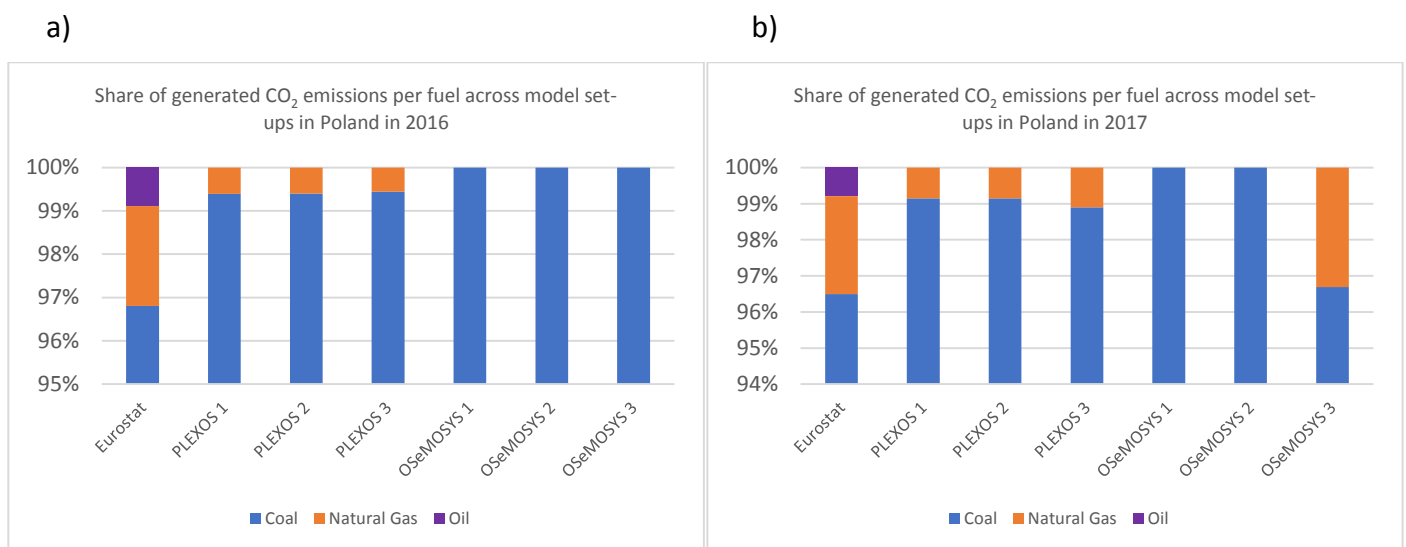 a)
Share of generated CO₂ emissions per fuel across model set-
ups in Poland in 2016
100%
99%
98%
97%
96%
95%
Eurostat
PLEXOS 1
PLEXOS 2
PLEXOS 3
OSeMOSYS 1
OSeMOSYS 2
OSeMOSYS 3
Coal Natural Gas Oil
b)
Share of generated CO₂ emissions per fuel across model set-
ups in Poland in 2017
100%
99%
98%
97%
96%
95%
94%
Eurostat
PLEXOS 1
PLEXOS 2
PLEXOS 3
OSeMOSYS 1
OSeMOSYS 2
OSeMOSYS 3
Coal Natural Gas Oil